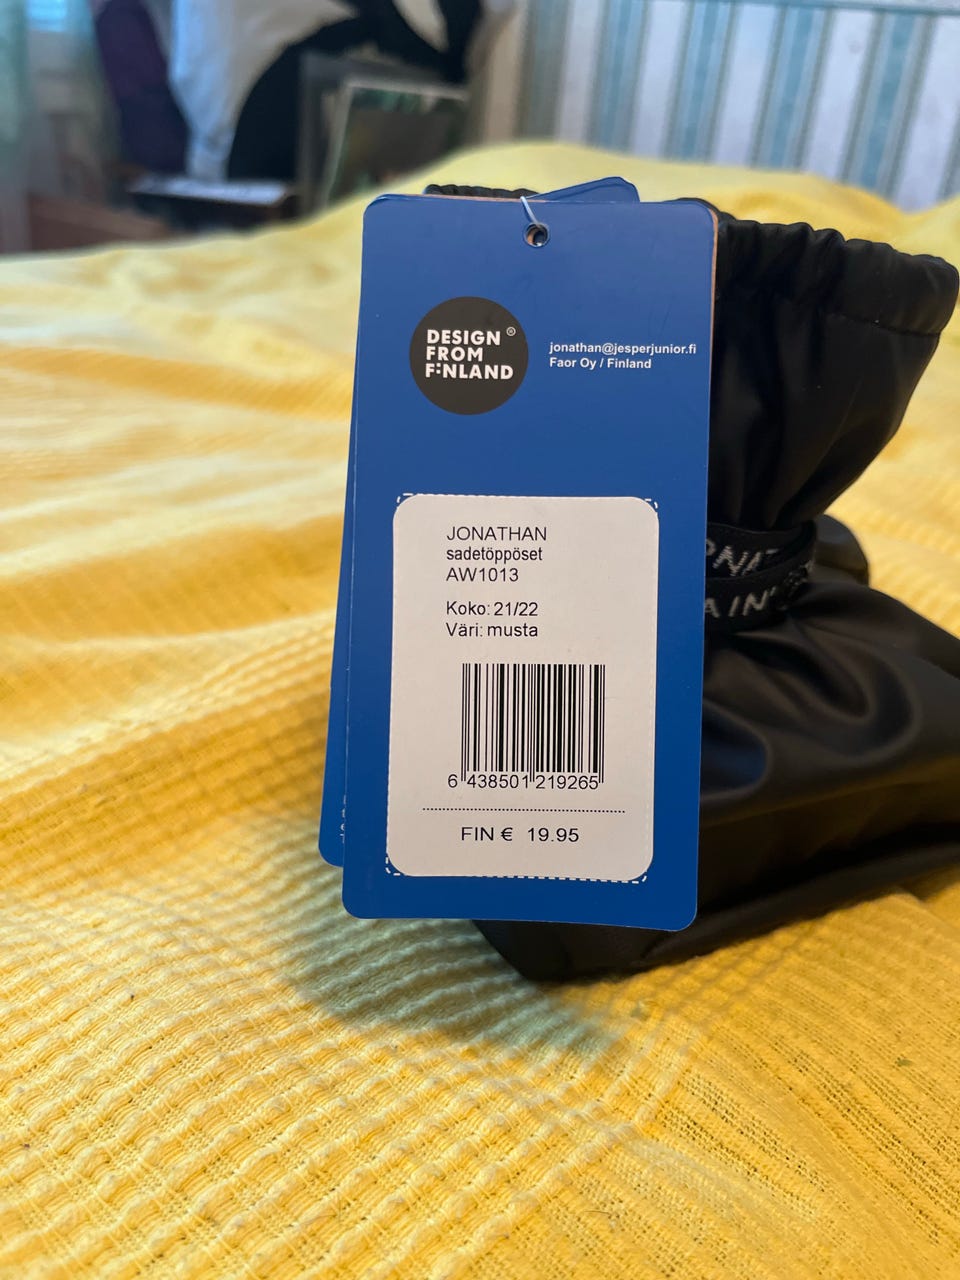 DESIGN ®
FROM
FINLAND
jonathan@jesperjunior.fi
Faor Oy / Finland
JONATHAN
sadetöppöset
AW1013
Koko: 21/22
Väri: musta
6 438501 219265
FIN € 19.95